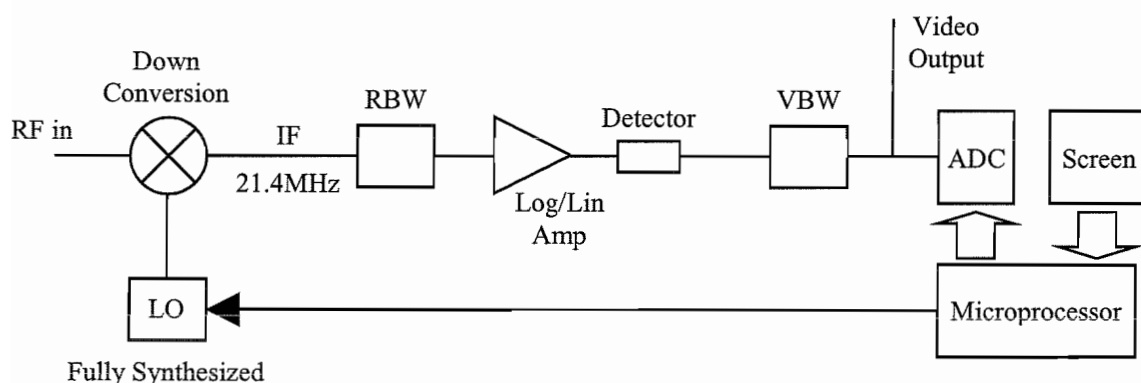 Video
Output
Down
Conversion
RBW
VBW
Detector
RF in
IF
ADC
Screen
21.4MHz
Log/Lin
Amp
LO
Microprocessor
Fully Synthesized